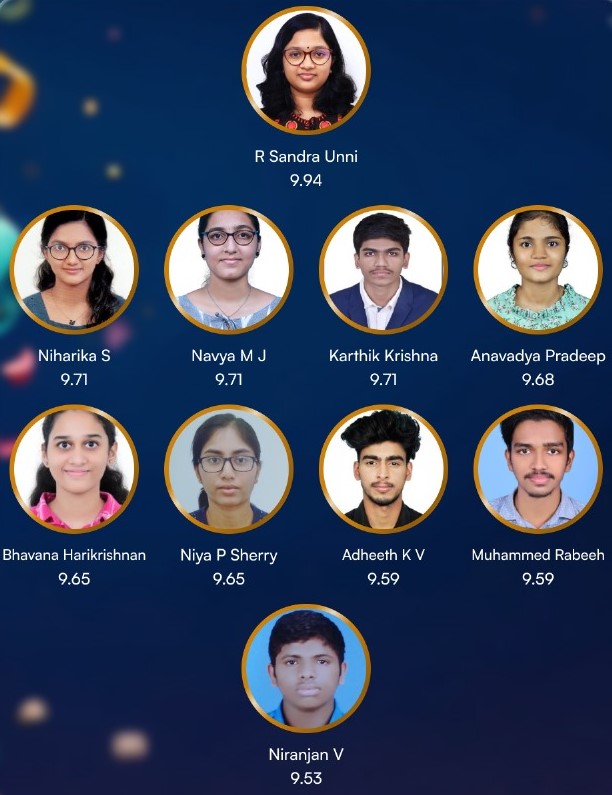 R Sandra Unni
9.94
Niharika S
9.71
Navya M J
9.71
Karthik Krishna
9.71
Anavadya Pradeep
9.68
Bhavana Harikrishnan
9.65
Niya P Sherry
9.65
Adheeth K V
9.59
Muhammed Rabeeh
9.59
Niranjan V
9.53